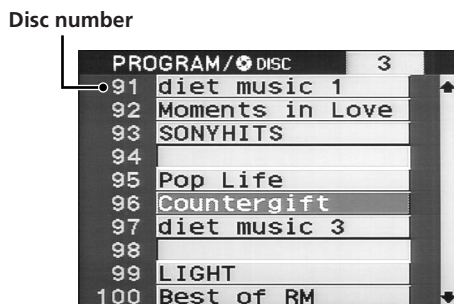 Disc number
PROGRAM/ DISC 3
91 diet music 1
92 Moments in Love
93 SONYHITS
94
95 Pop Life
96 Countergift
97 diet music 3
98
99 LIGHT
100 Best of RM